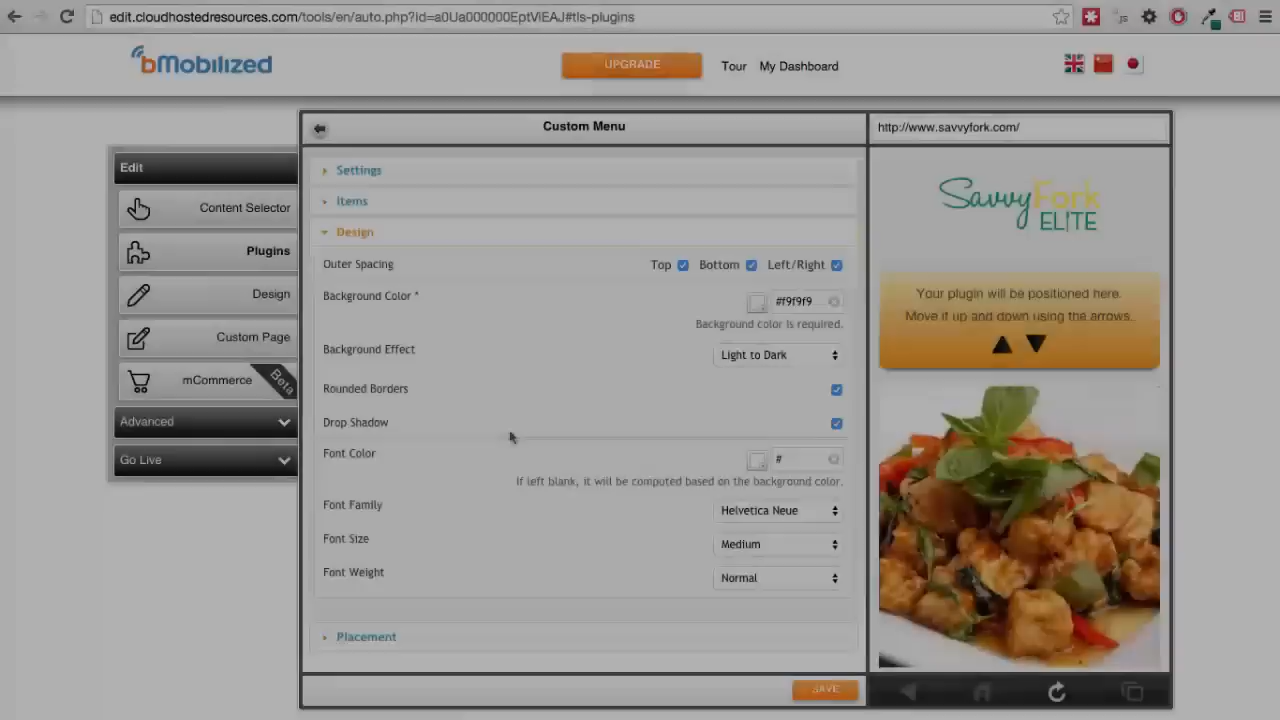 edit.cloudhostedresources.com/tools/en/auto.php?id=a0Ua000000EptVlEAJ#tls-plugins
bMobilized
UPGRADE
Tour
My Dashboard
Edit
Content Selector
Plugins
Design
Custom Page
mCommerce
Beta
Advanced
Go Live
Custom Menu
Settings
Items
Design
Outer Spacing Top Bottom Left/Right
Background Color * #f9f9f9
Background color is required.
Background Effect Light to Dark
Rounded Borders
Drop Shadow
Font Color #
If left blank, it will be computed based on the background color.
Font Family Helvetica Neue
Font Size Medium
Font Weight Normal
Placement
SAVE
http://www.savvyfork.com/
SavvyFork
ELITE
Your plugin will be positioned here.
Move it up and down using the arrows.